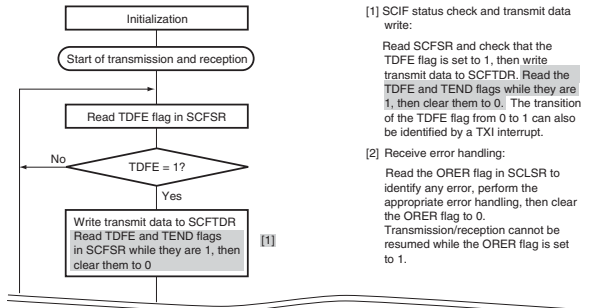 Initialization
Start of transmission and reception
Read TDFE flag in SCFSR
No
TDFE = 1?
Yes
Write transmit data to SCFTDR
Read TDFE and TEND flags
in SCFSR while they are 1, then
clear them to 0
[1]
[1] SCIF status check and transmit data
write:
Read SCFSR and check that the
TDFE flag is set to 1, then write
transmit data to SCFTDR. Read the
TDFE and TEND flags while they are
1, then clear them to 0. The transition
of the TDFE flag from 0 to 1 can also
be identified by a TXI interrupt.
[2] Receive error handling:
Read the ORER flag in SCLSR to
identify any error, perform the
appropriate error handling, then clear
the ORER flag to 0.
Transmission/reception cannot be
resumed while the ORER flag is set
to 1.